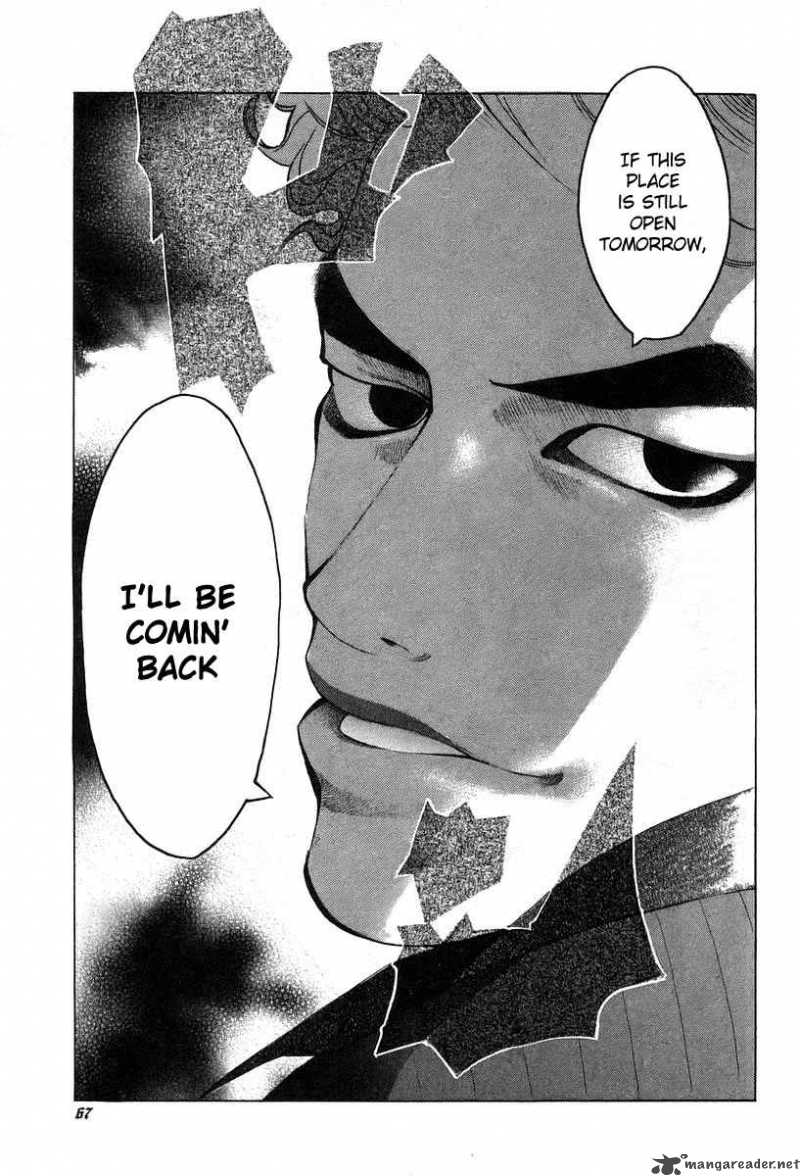 IF THIS
PLACE
IS STILL
OPEN
TOMORROW,
I'LL BE
COMIN'
BACK
67
mangareader.net